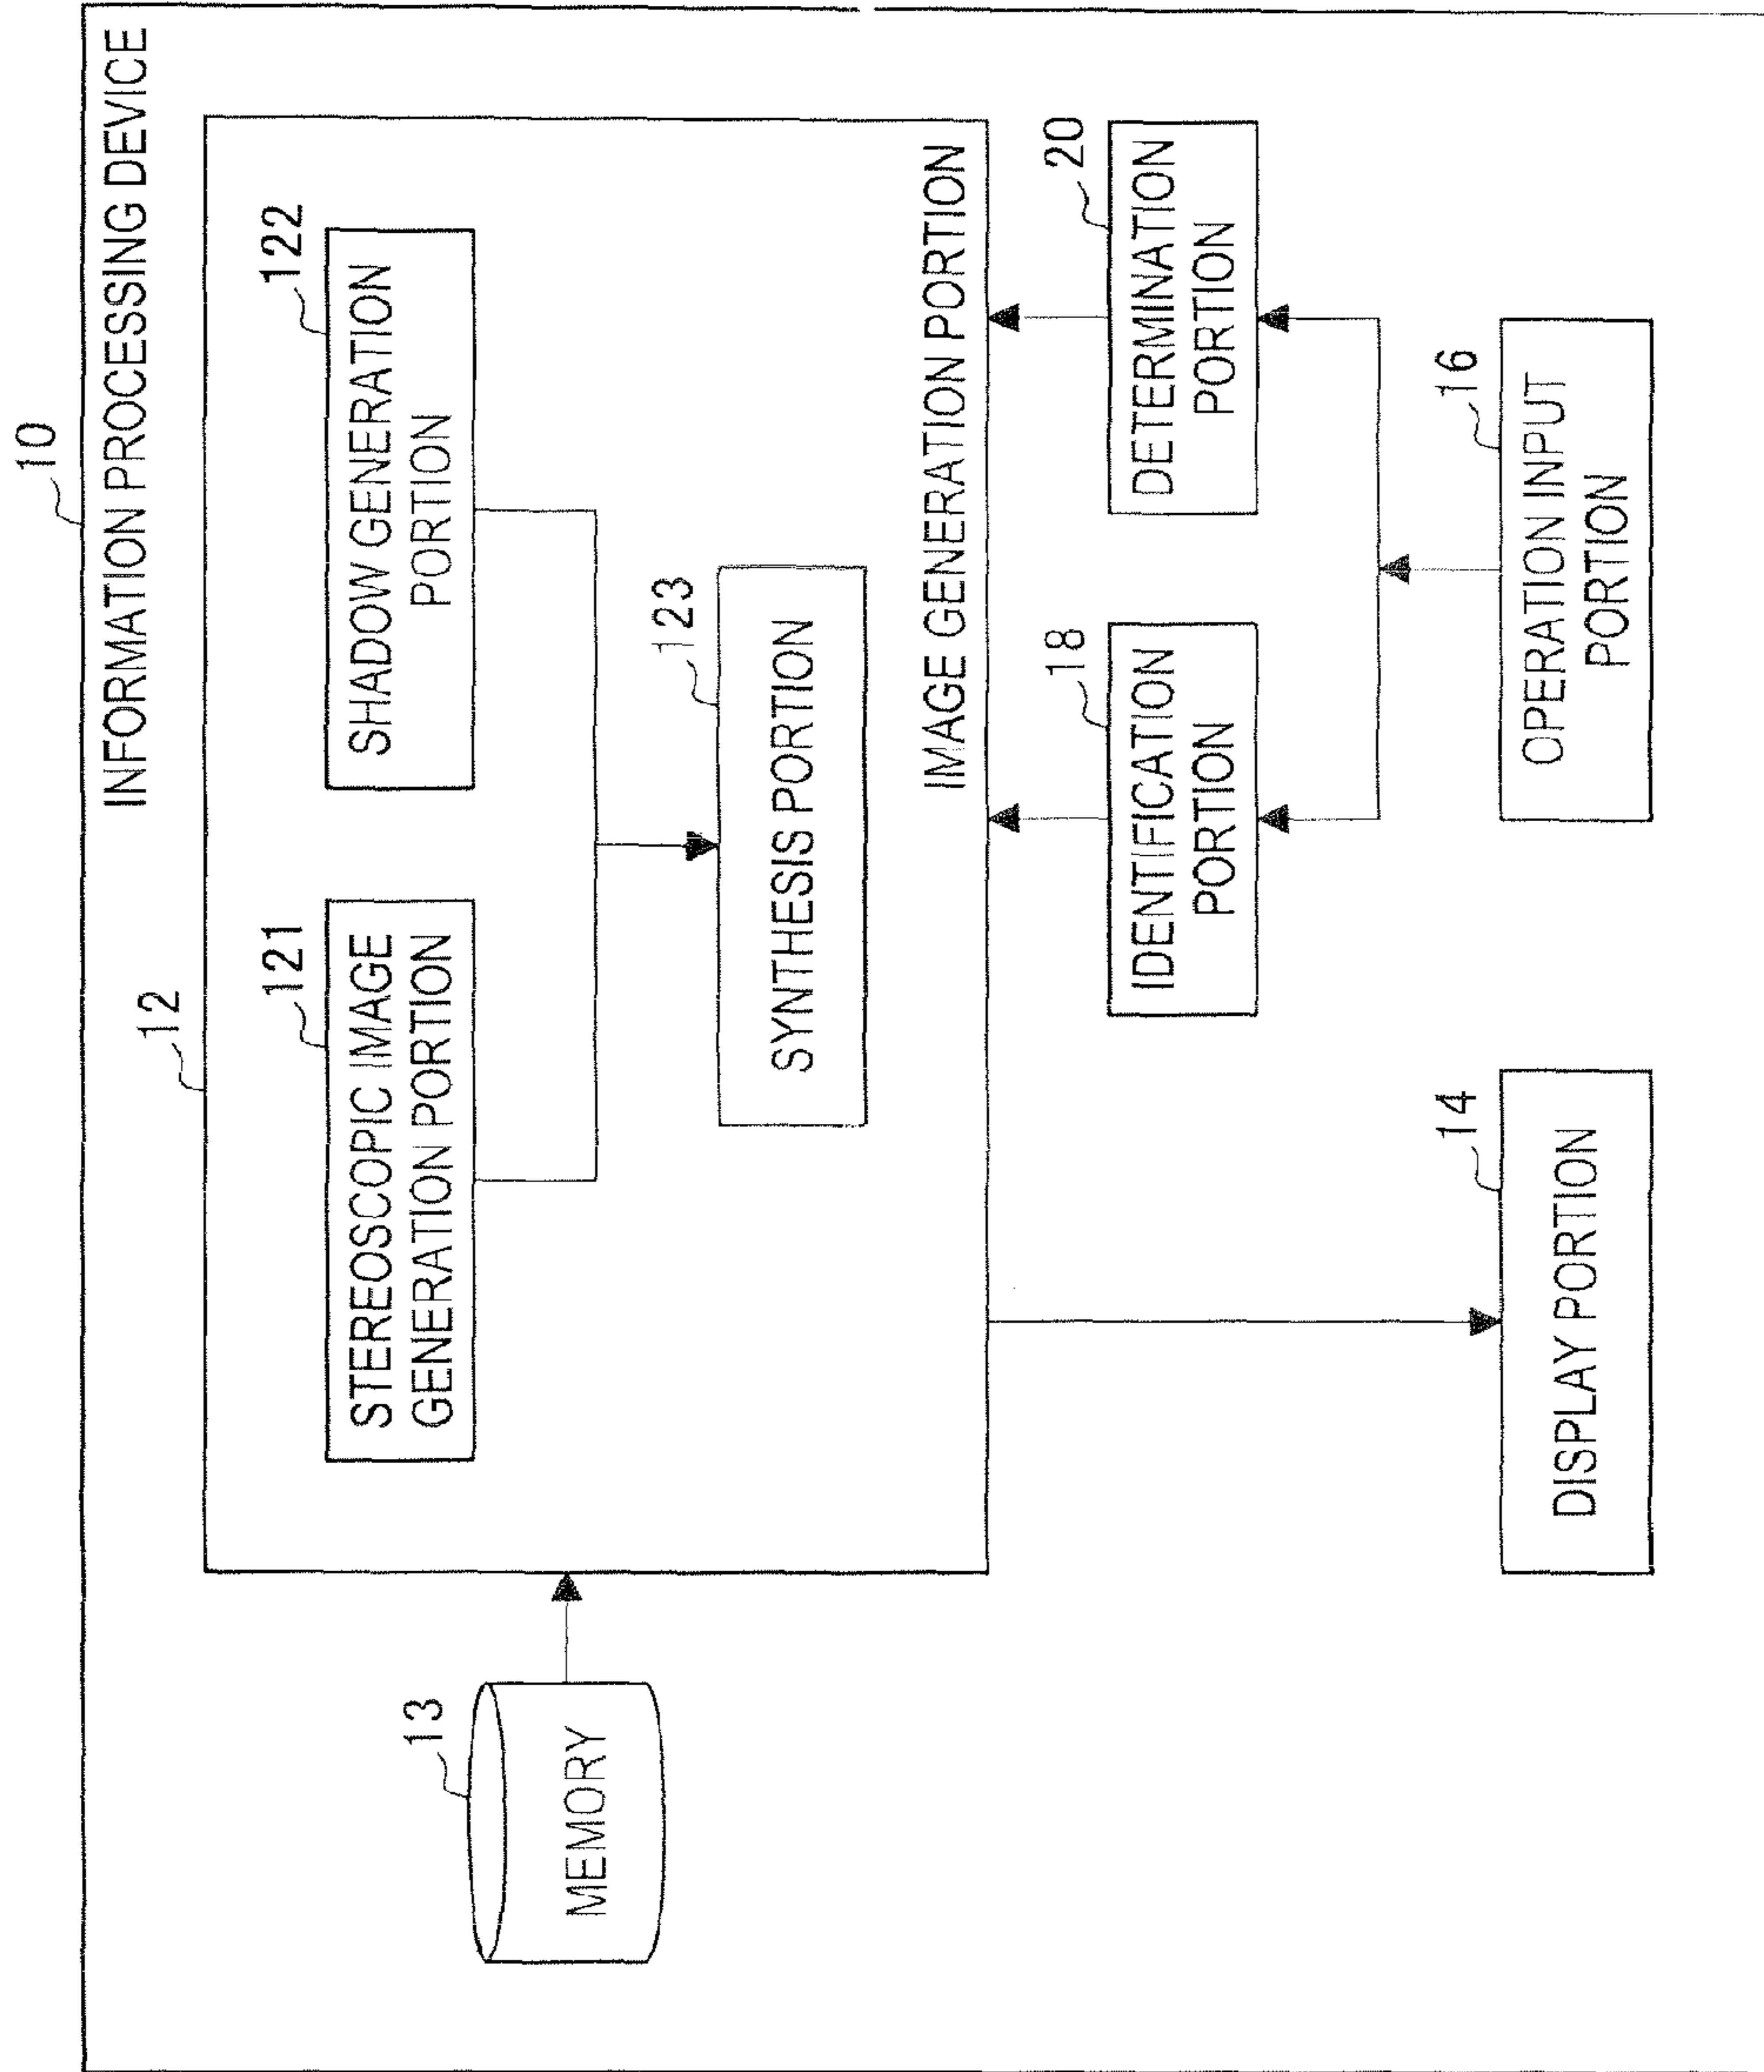 10
INFORMATION PROCESSING DEVICE
12
121
STEREOSCOPIC IMAGE
GENERATION PORTION
122
SHADOW GENERATION
PORTION
13
MEMORY
123
SYNTHESIS PORTION
IMAGE GENERATION PORTION
18
IDENTIFICATION
PORTION
20
DETERMINATION
PORTION
14
DISPLAY PORTION
16
OPERATION INPUT
PORTION